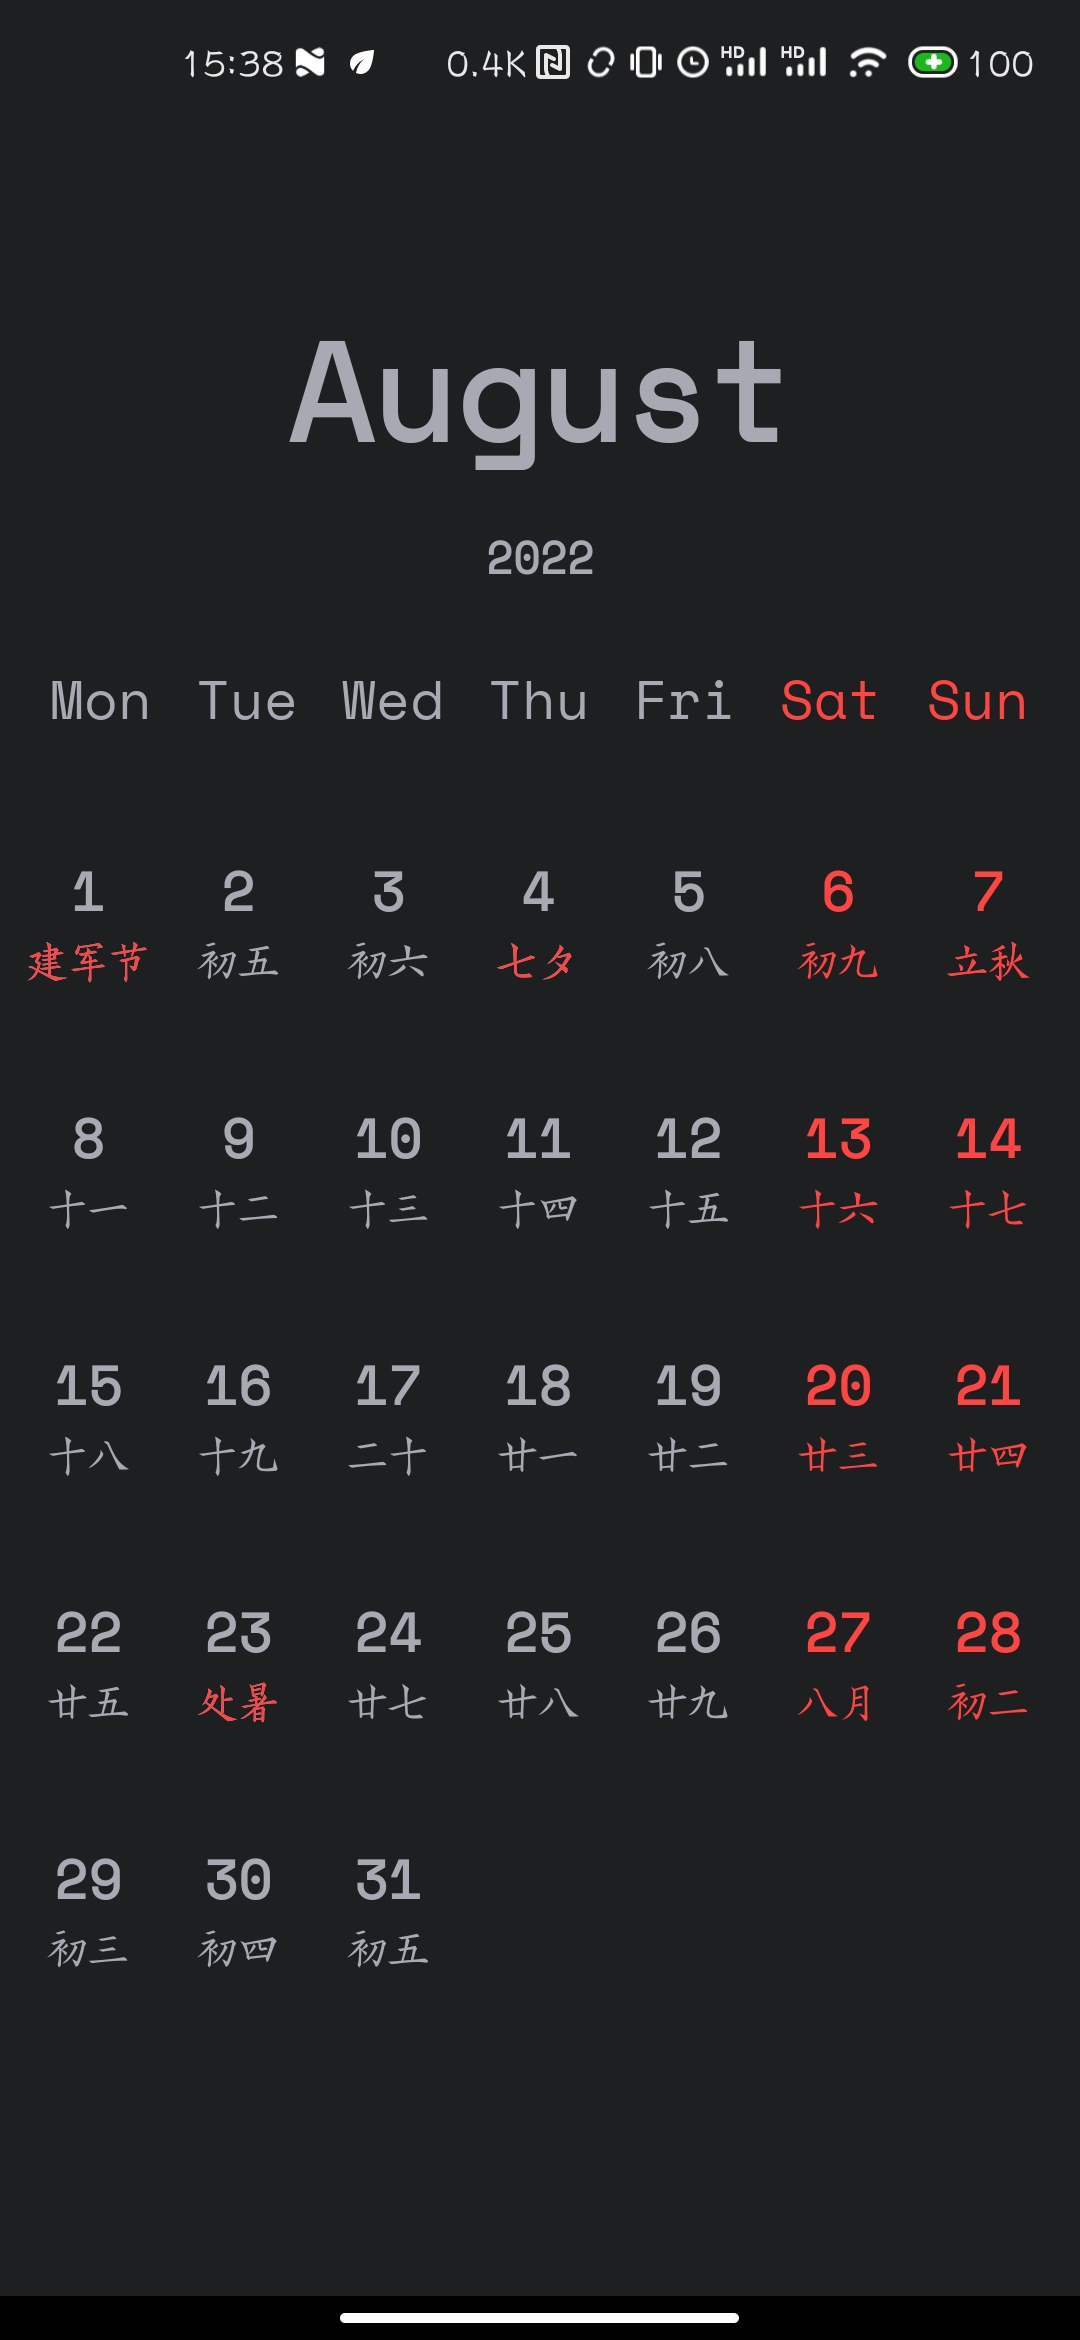 15:38 0.4K HD HD 100
August
2022
Mon Tue Wed Thu Fri Sat Sun
1 2 3 4 5 6 7
建军节 初五 初六 七夕 初八 初九 立秋
8 9 10 11 12 13 14
十一 十二 十三 十四 十五 十六 十七
15 16 17 18 19 20 21
十八 十九 二十 廿一 廿二 廿三 廿四
22 23 24 25 26 27 28
廿五 处暑 廿七 廿八 廿九 八月 初二
29 30 31
初三 初四 初五